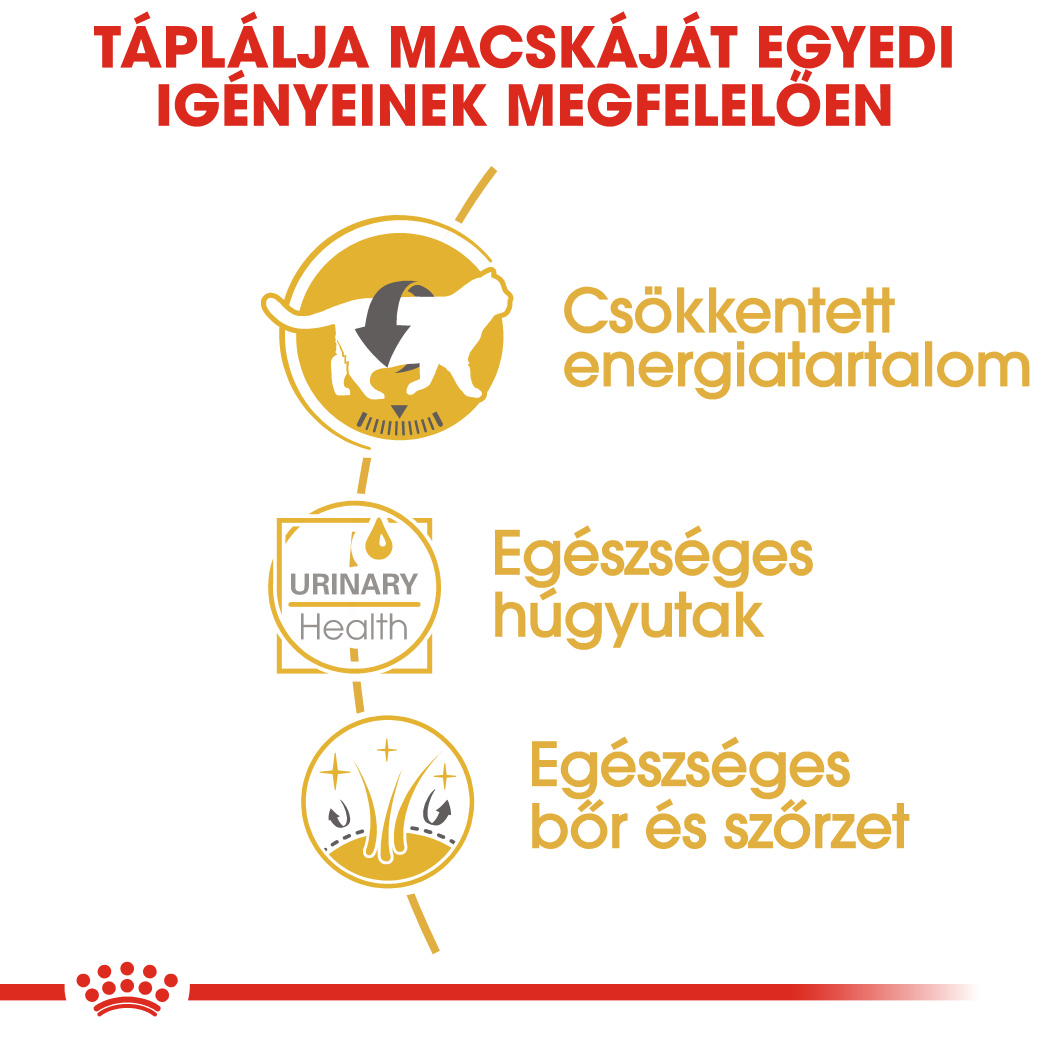 TÁPLÁLJA MACSKÁJÁT EGYEDI
IGÉNYEINEK MEGFELELŐEN
Csökkentett
energiatartalom
URINARY
Health
Egészséges
húgyutak
Egészséges
bőr és szőrzet